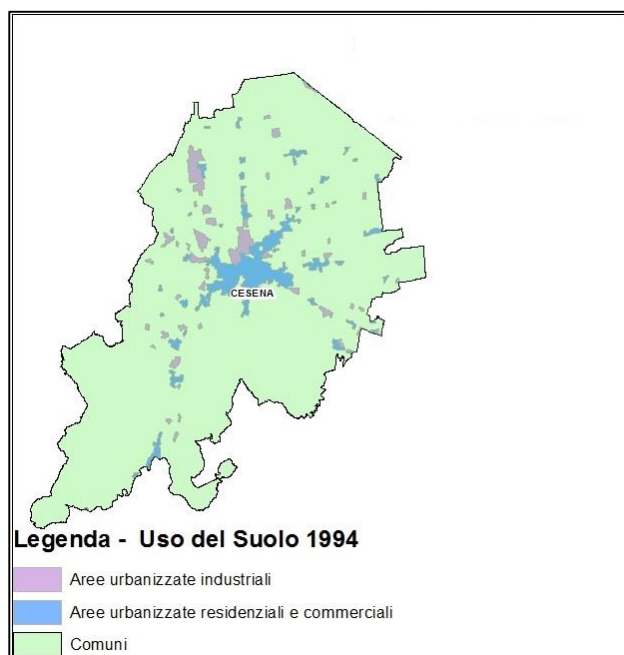 CESENA
Legenda - Uso del Suolo 1994
Aree urbanizzate industriali
Aree urbanizzate residenziali e commerciali
Comuni